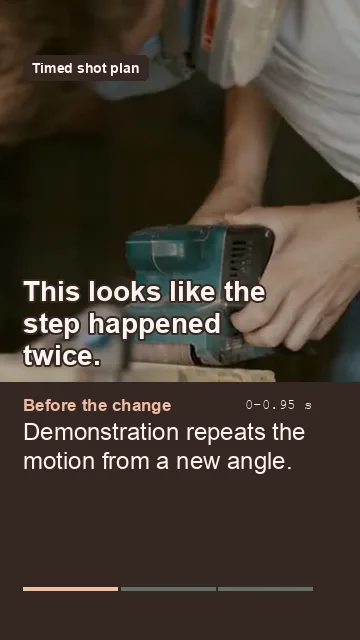 Timed shot plan
This looks like the
step happened
twice.
Before the change
0–0.95 s
Demonstration repeats the
motion from a new angle.